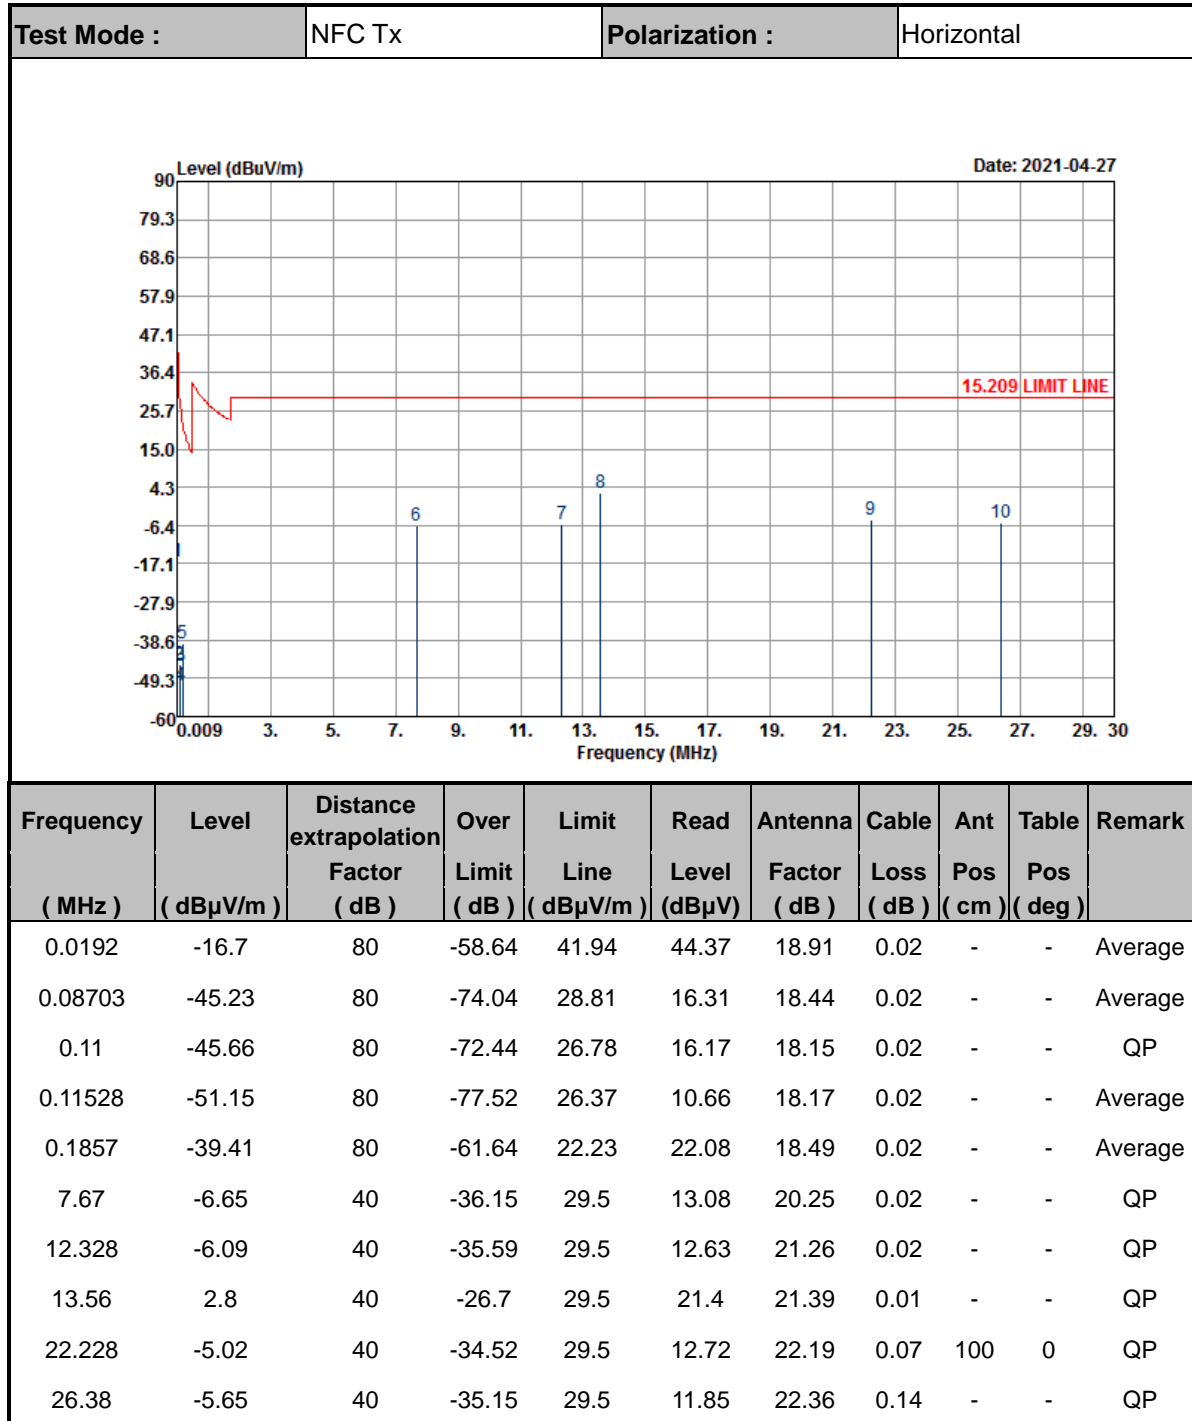 Test Mode : NFC Tx Polarization : Horizontal
Level (dBuV/m) Date: 2021-04-27
90
79.3
68.6
57.9
47.1
36.4
15.209 LIMIT LINE
25.7
15.0
4.3
-6.4
-17.1
-27.9
-38.6
-49.3
-60
5
6
7
8
9
10
0.009 3. 5. 7. 9. 11. 13. 15. 17. 19. 21. 23. 25. 27. 29. 30
Frequency (MHz)
Frequency Level Distance extrapolation Over Limit Read Antenna Cable Ant Table Remark
Factor Limit Line Level Factor Loss Pos Pos
( MHz ) ( dBµV/m ) ( dB ) ( dB ) ( dBµV/m ) (dBµV) ( dB ) ( dB ) ( cm ) ( deg )
0.0192 -16.7 80 -58.64 41.94 44.37 18.91 0.02 - - Average
0.08703 -45.23 80 -74.04 28.81 16.31 18.44 0.02 - - Average
0.11 -45.66 80 -72.44 26.78 16.17 18.15 0.02 - - QP
0.11528 -51.15 80 -77.52 26.37 10.66 18.17 0.02 - - Average
0.1857 -39.41 80 -61.64 22.23 22.08 18.49 0.02 - - Average
7.67 -6.65 40 -36.15 29.5 13.08 20.25 0.02 - - QP
12.328 -6.09 40 -35.59 29.5 12.63 21.26 0.02 - - QP
13.56 2.8 40 -26.7 29.5 21.4 21.39 0.01 - - QP
22.228 -5.02 40 -34.52 29.5 12.72 22.19 0.07 100 0 QP
26.38 -5.65 40 -35.15 29.5 11.85 22.36 0.14 - - QP